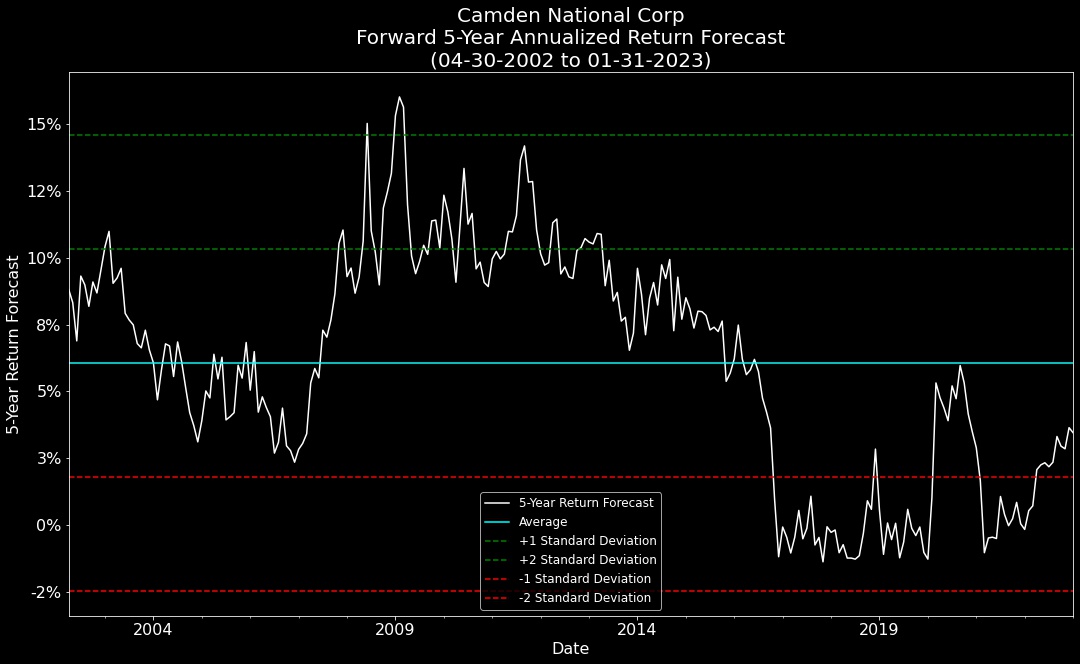 Camden National Corp
Forward 5-Year Annualized Return Forecast
(04-30-2002 to 01-31-2023)
5-Year Return Forecast
15%
12%
10%
8%
5%
3%
0%
-2%
5-Year Return Forecast
Average
+1 Standard Deviation
+2 Standard Deviation
-1 Standard Deviation
-2 Standard Deviation
2004
2009
2014
2019
Date